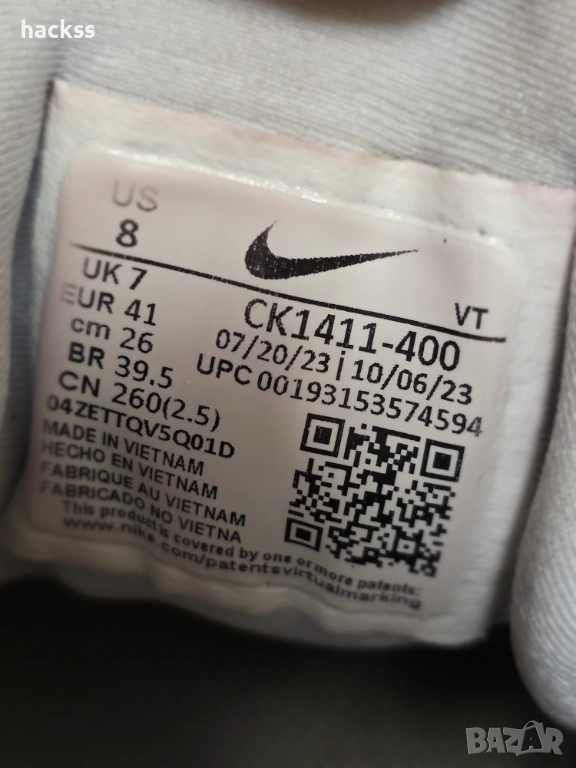 hackss
US
8
VT
UK 7
EUR 41
cm 26
BR 39.5
CN 260(2.5)
CK1411-400
07/20/23 | 10/06/23
UPC 00193153574594
04ZETTQV5Q01D
MADE IN VIETNAM
HECHO EN VIETNAM
FABRIQUE AU VIETNAM
FABRICADO NO VIETNA
This product is covered by one or more patents:
www.nike.com/patentsvirtualmarking
BAZAR